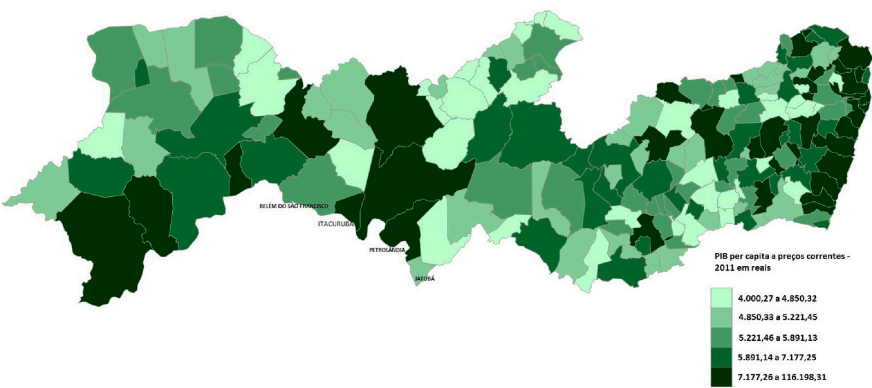 BELÉM DO SÃO FRANCISCO
ITACURUBA
PETROLÂNDIA
JATOBÁ
PIB per capita a preços correntes -
2011 em reais
4.000,27 a 4.850,32
4.850,33 a 5.221,45
5.221,46 a 5.891,13
5.891,14 a 7.177,25
7.177,26 a 116.198,31